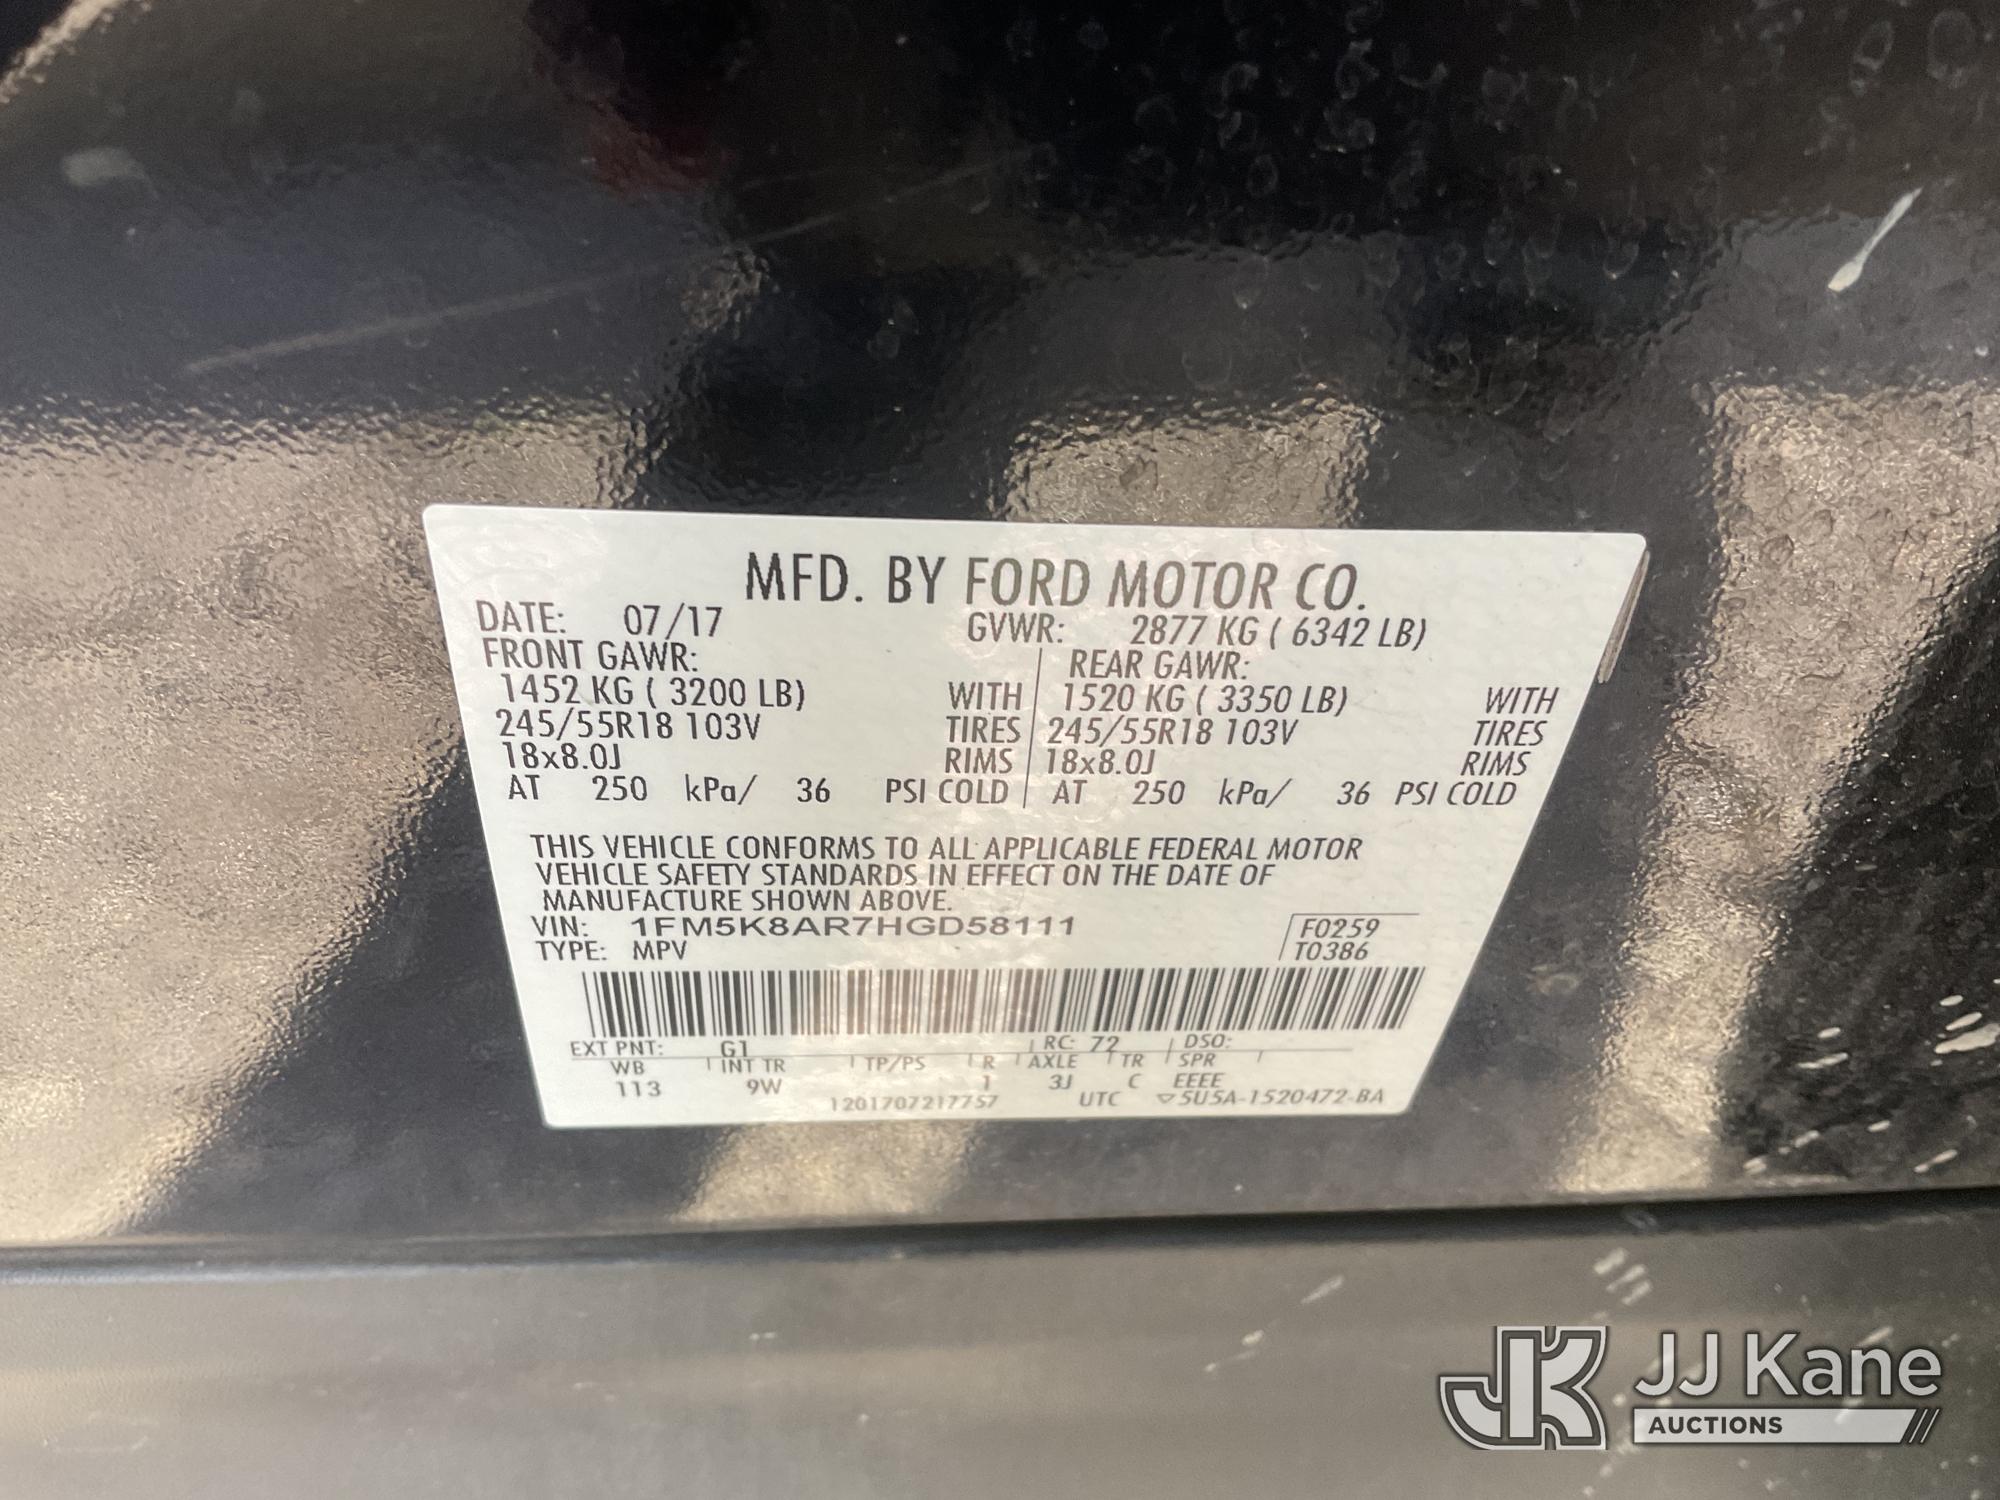 MFD. BY FORD MOTOR CO.
DATE: 07/17 GVWR: 2877 KG ( 6342 LB)
FRONT GAWR: REAR GAWR:
1452 KG ( 3200 LB) WITH 1520 KG ( 3350 LB) WITH
245/55R18 103V TIRES 245/55R18 103V TIRES
18x8.0J RIMS 18x8.0J RIMS
AT 250 kPa/ 36 PSI COLD AT 250 kPa/ 36 PSI COLD
THIS VEHICLE CONFORMS TO ALL APPLICABLE FEDERAL MOTOR
VEHICLE SAFETY STANDARDS IN EFFECT ON THE DATE OF
MANUFACTURE SHOWN ABOVE.
VIN: 1FM5K8AR7HGD58111 F0259
TYPE: MPV T0386
EXT PNT: G1 RC: 72 DSO:
WB INT TR TP/PS R AXLE TR SPR
113 9W 1 3J C EEEE
1201707217757 UTC ▽5U5A-1520472-BA
JK JJ Kane
AUCTIONS